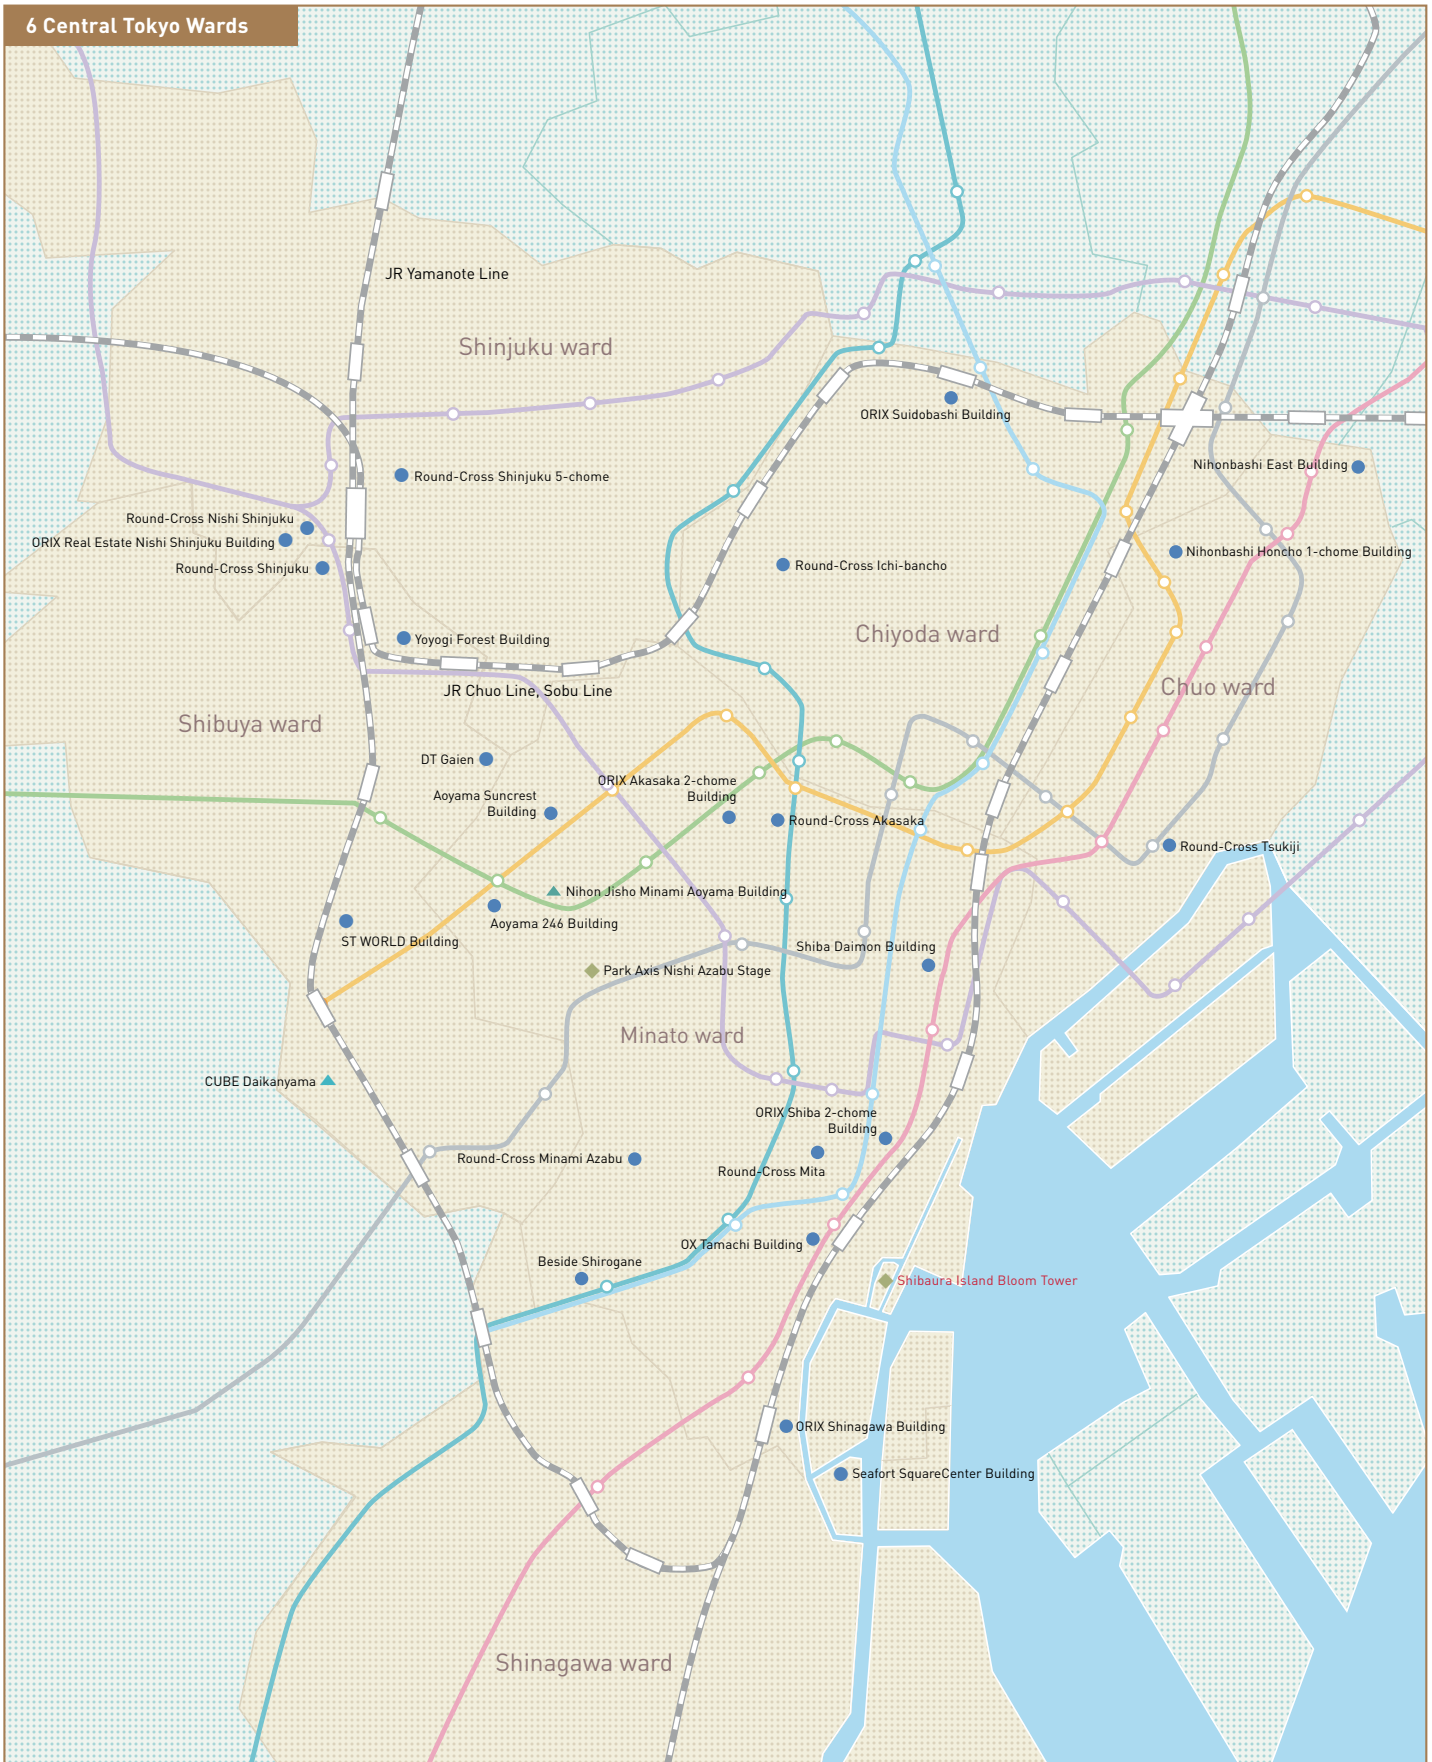 6 Central Tokyo Wards
JR Yamanote Line
Shinjuku ward
ORIX Suidobashi Building
Nihonbashi East Building
Round-Cross Shinjuku 5-chome
Round-Cross Nishi Shinjuku
ORIX Real Estate Nishi Shinjuku Building
Round-Cross Shinjuku
Nihonbashi Honcho 1-chome Building
Round-Cross Ichi-bancho
Yoyogi Forest Building
Chiyoda ward
JR Chuo Line, Sobu Line
Chuo ward
Shibuya ward
DT Gaien
ORIX Akasaka 2-chome
Building
Aoyama Suncrest
Building
Round-Cross Akasaka
Round-Cross Tsukiji
Nihon Jisho Minami Aoyama Building
Aoyama 246 Building
ST WORLD Building
Shiba Daimon Building
Park Axis Nishi Azabu Stage
Minato ward
CUBE Daikanyama
ORIX Shiba 2-chome
Building
Round-Cross Minami Azabu
Round-Cross Mita
OX Tamachi Building
Beside Shirogane
Shibaura Island Bloom Tower
ORIX Shinagawa Building
Seafort SquareCenter Building
Shinagawa ward